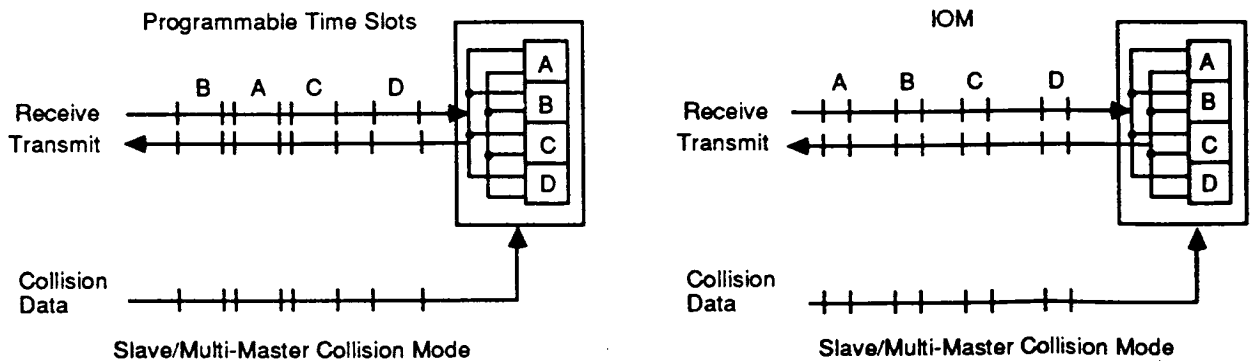 Programmable Time Slots
B A C D
Receive
Transmit
A
B
C
D
Collision
Data
Slave/Multi-Master Collision Mode
IOM
A B C D
Receive
Transmit
A
B
C
D
Collision
Data
Slave/Multi-Master Collision Mode